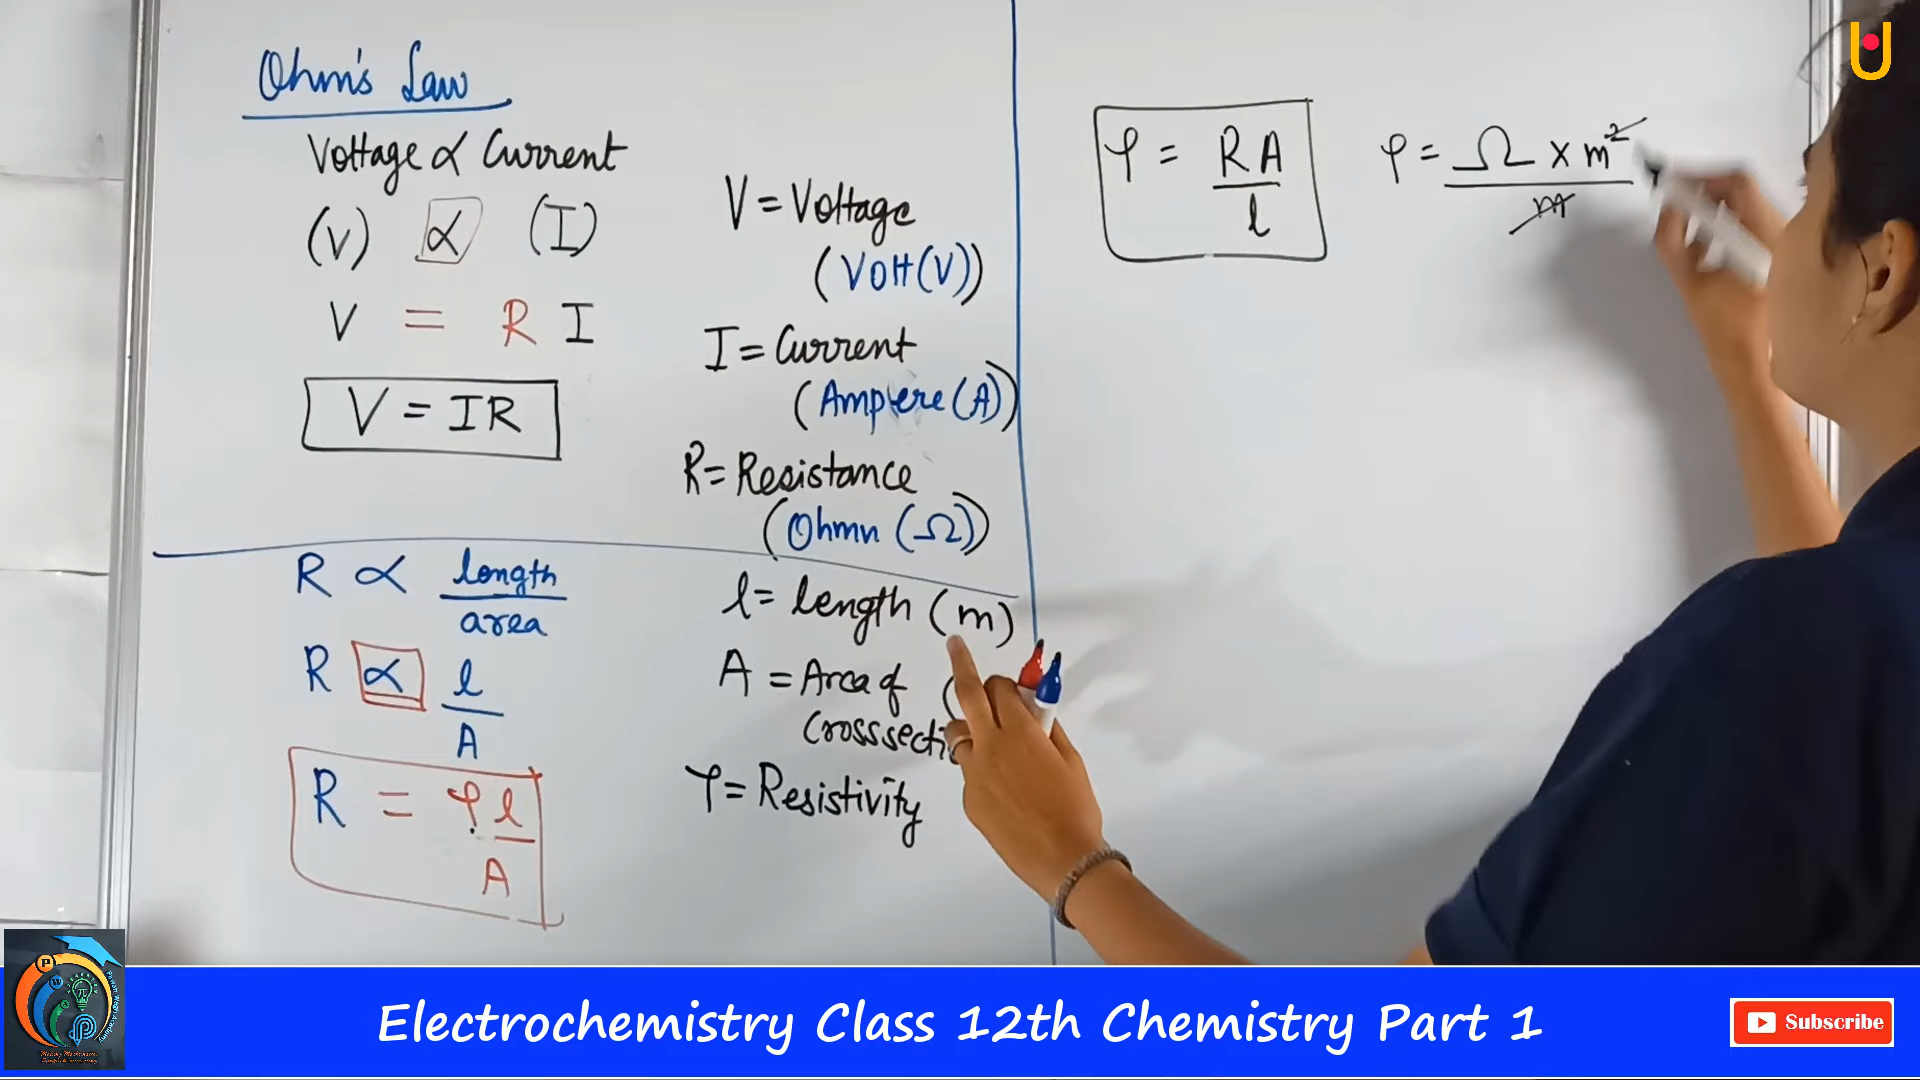 Ohm's Law
Voltage ∝ Current
(V) ∝ (I)
V = R I
V = IR
V = Voltage
(Volt(V))
I = Current
(Ampere(A))
R = Resistance
(Ohmn (Ω))
R ∝ length
area
R ∝ l
A
R = ρ l
A
l = length (m)
A = Area of (
Crosssecti
ρ = Resistivity
ρ = R A
l
ρ = Ω × m²
m
Electrochemistry Class 12th Chemistry Part 1
Subscribe